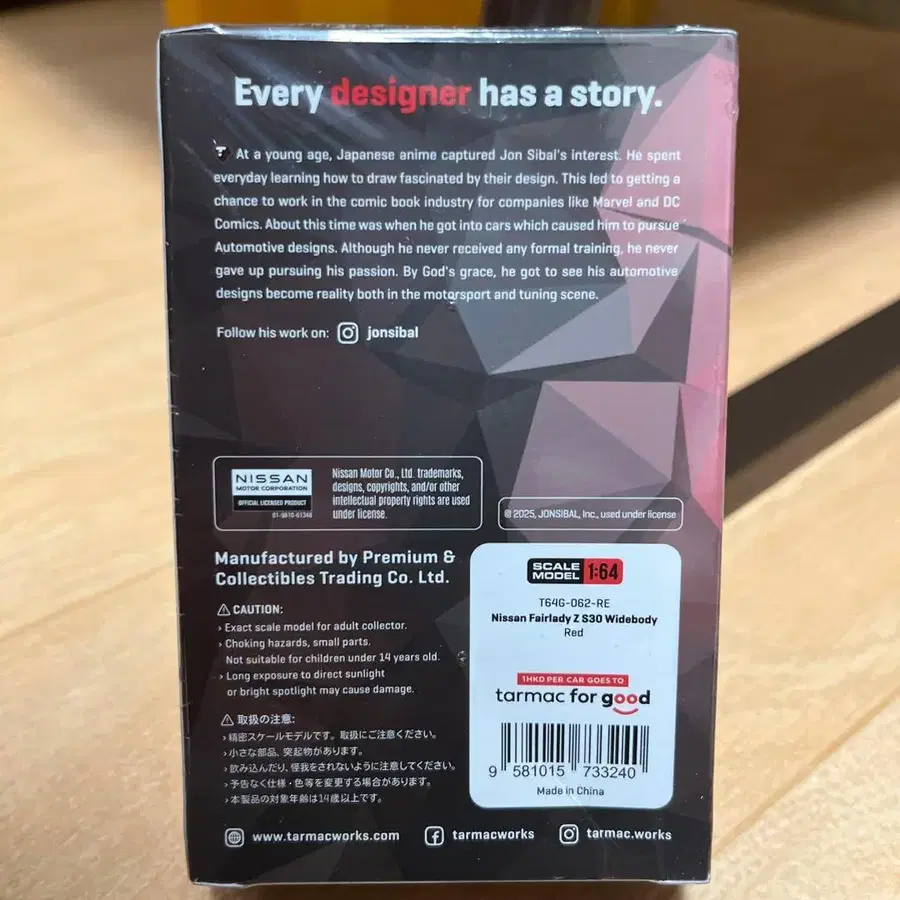 Every designer has a story.
At a young age, Japanese anime captured Jon Sibal's interest. He spent
everyday learning how to draw fascinated by their design. This led to getting a
chance to work in the comic book industry for companies like Marvel and DC
Comics. About this time was when he got into cars which caused him to pursue
Automotive designs. Although he never received any formal training, he never
gave up pursuing his passion. By God's grace, he got to see his automotive
designs become reality both in the motorsport and tuning scene.
Follow his work on: jonsibal
NISSAN
MOTOR CORPORATION
OFFICIAL LICENSED PRODUCT
Nissan Motor Co., Ltd. trademarks,
designs, copyrights, and/or other
intellectual property rights are used
under license.
© 2025, JONSIBAL, Inc., used under license
Manufactured by Premium &
Collectibles Trading Co. Ltd.
⚠ CAUTION:
› Exact scale model for adult collector.
› Choking hazards, small parts.
Not suitable for children under 14 years old.
› Long exposure to direct sunlight
or bright spotlight may cause damage.
⚠ 取扱の注意:
› 精密スケールモデルです。取扱にご注意ください。
› 小さな部品、突起物があります。
› 飲み込んだり、怪我をされないように注意してください。
› 予告なく仕様・色等を変更する場合があります。
› 本製品の対象年齢は14歳以上です。
SCALE MODEL 1:64
T64G-062-RE
Nissan Fairlady Z S30 Widebody
Red
1HKD PER CAR GOES TO
tarmac for good
9 581015 733240
Made in China
www.tarmacworks.com tarmacworks tarmac.works